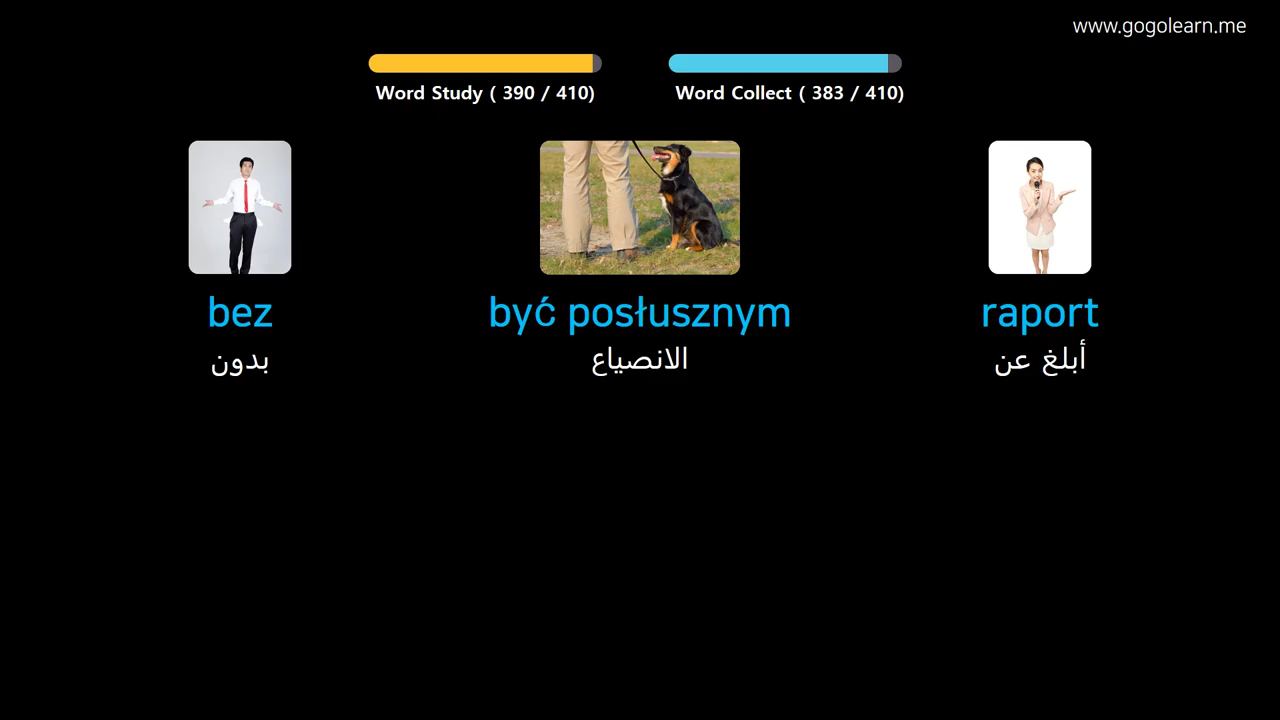 www.gogolearn.me
Word Study ( 390 / 410)
Word Collect ( 383 / 410)
bez
być posłusznym
raport
بدون
الانصياع
أبلغ عن